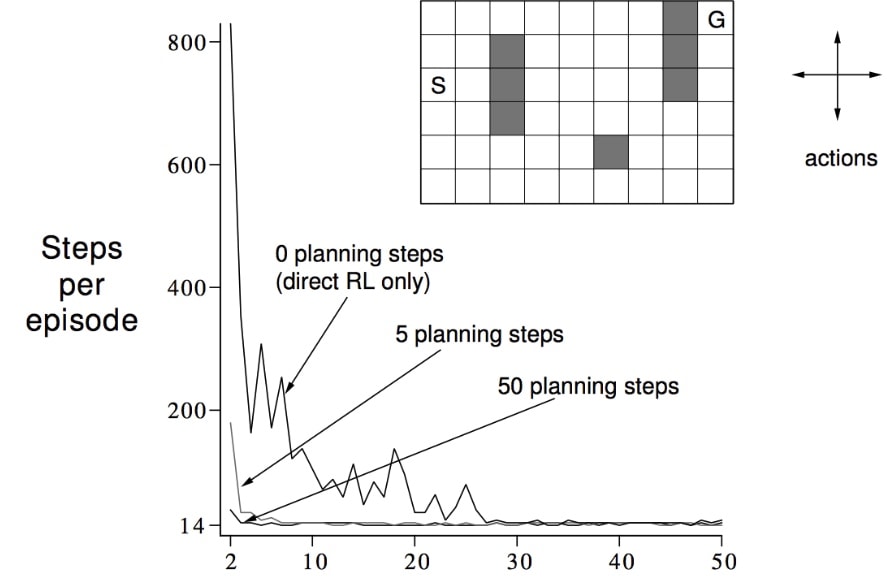 800
600
400
200
14
Steps
per
episode
0 planning steps
(direct RL only)
5 planning steps
50 planning steps
2
10
20
30
40
50
S
G
actions